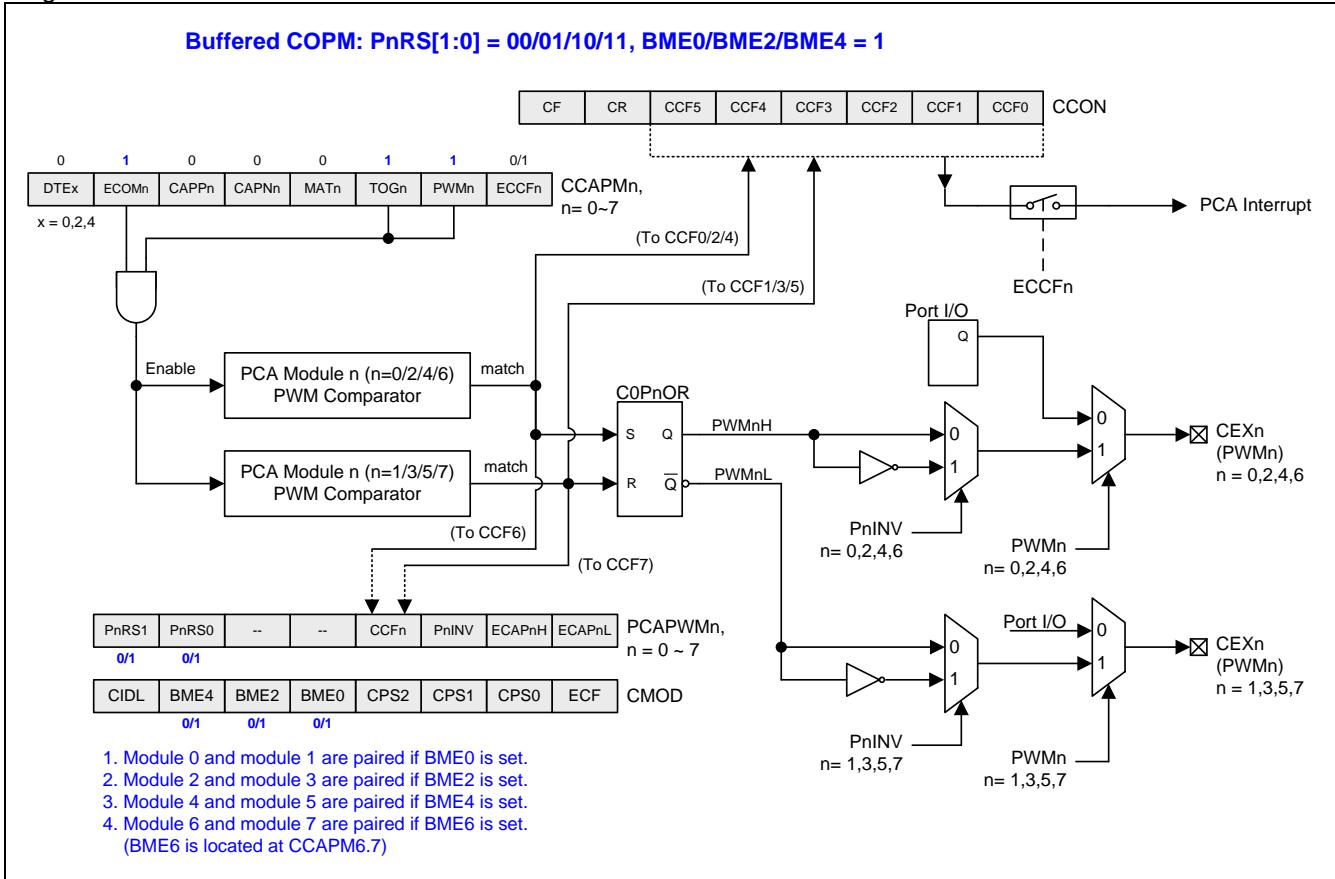 Buffered COPM: PnRS[1:0] = 00/01/10/11, BME0/BME2/BME4 = 1
CF CR CCF5 CCF4 CCF3 CCF2 CCF1 CCF0 CCON
0 1 0 0 0 1 1 0/1
DTEx ECOMn CAPPn CAPNn MATn TOGn PWMn ECCFn CCAPMn,
n= 0~7
x = 0,2,4
PCA Interrupt
(To CCF0/2/4)
(To CCF1/3/5)
ECCFn
Port I/O
Q
Enable
PCA Module n (n=0/2/4/6)
PWM Comparator
match
C0PnOR
S Q
PWMnH
0
1
0
1
CEXn
(PWMn)
n = 0,2,4,6
PCA Module n (n=1/3/5/7)
PWM Comparator
match
R Q
PWMnL
PnINV
n= 0,2,4,6
PWMn
n= 0,2,4,6
(To CCF6)
(To CCF7)
PnRS1 PnRS0 -- -- CCFn PnINV ECAPnH ECAPnL PCAPWMn,
n = 0 ~ 7
0/1 0/1
Port I/O
0
1
0
1
CEXn
(PWMn)
n = 1,3,5,7
CIDL BME4 BME2 BME0 CPS2 CPS1 CPS0 ECF CMOD
0/1 0/1 0/1
PnINV
n= 1,3,5,7
PWMn
n= 1,3,5,7
1. Module 0 and module 1 are paired if BME0 is set.
2. Module 2 and module 3 are paired if BME2 is set.
3. Module 4 and module 5 are paired if BME4 is set.
4. Module 6 and module 7 are paired if BME6 is set.
(BME6 is located at CCAPM6.7)